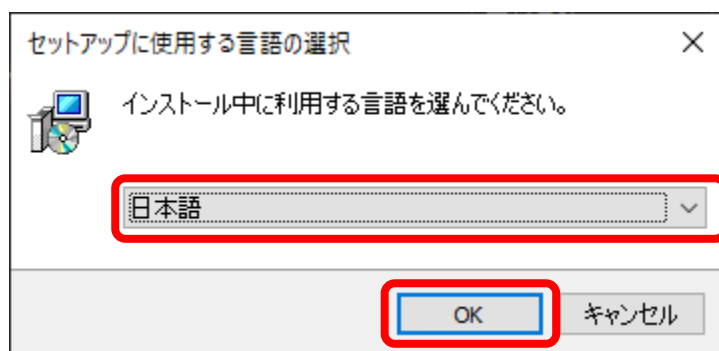 セットアップに使用する言語の選択
インストール中に利用する言語を選んでください。
日本語
OK キャンセル